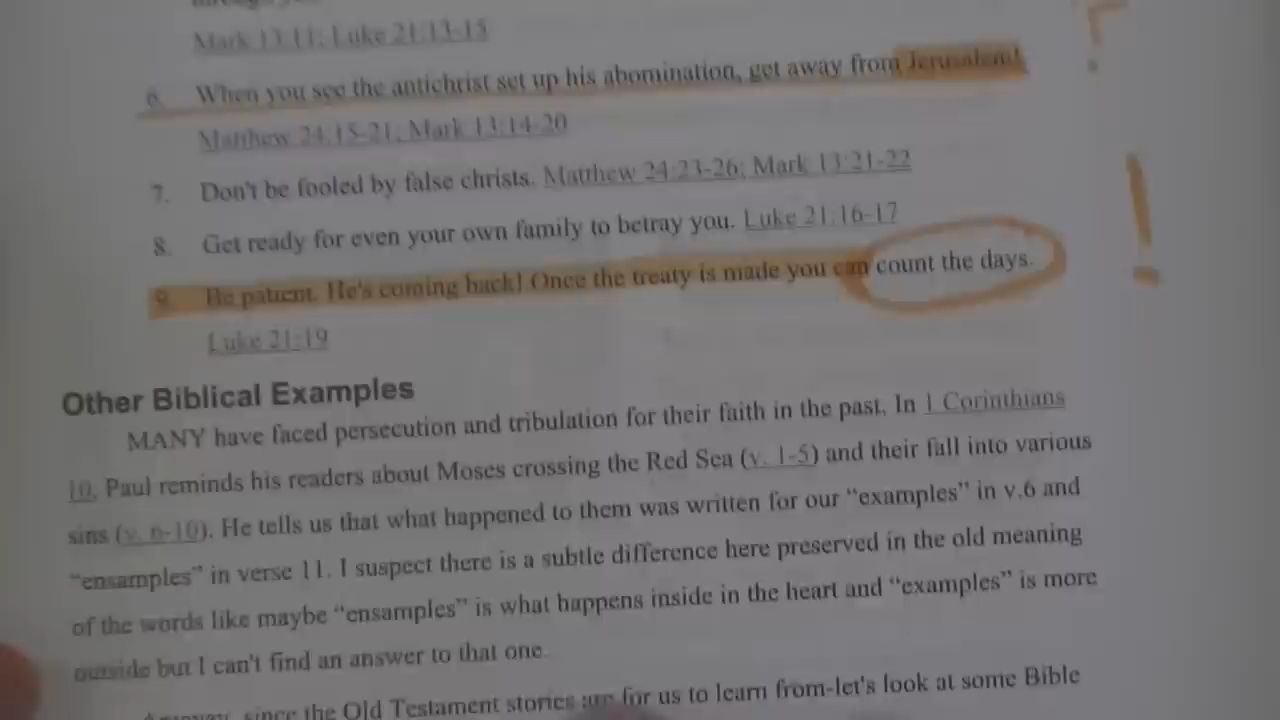 Mark 13:11; Luke 21:13-15
6. When you see the antichrist set up his abomination, get away from Jerusalem!
Matthew 24:15-21; Mark 13:14-20
7. Don't be fooled by false christs. Matthew 24:23-26; Mark 13:21-22
8. Get ready for even your own family to betray you. Luke 21:16-17
9. Be patient. He's coming back! Once the treaty is made you can count the days.
Luke 21:19
Other Biblical Examples
MANY have faced persecution and tribulation for their faith in the past. In 1 Corinthians
10, Paul reminds his readers about Moses crossing the Red Sea (v. 1-5) and their fall into various
sins (v. 6-10). He tells us that what happened to them was written for our “examples” in v.6 and
“ensamples” in verse 11. I suspect there is a subtle difference here preserved in the old meaning
of the words like maybe “ensamples” is what happens inside in the heart and “examples” is more
outside but I can't find an answer to that one.
since the Old Testament stories are for us to learn from-let's look at some Bible